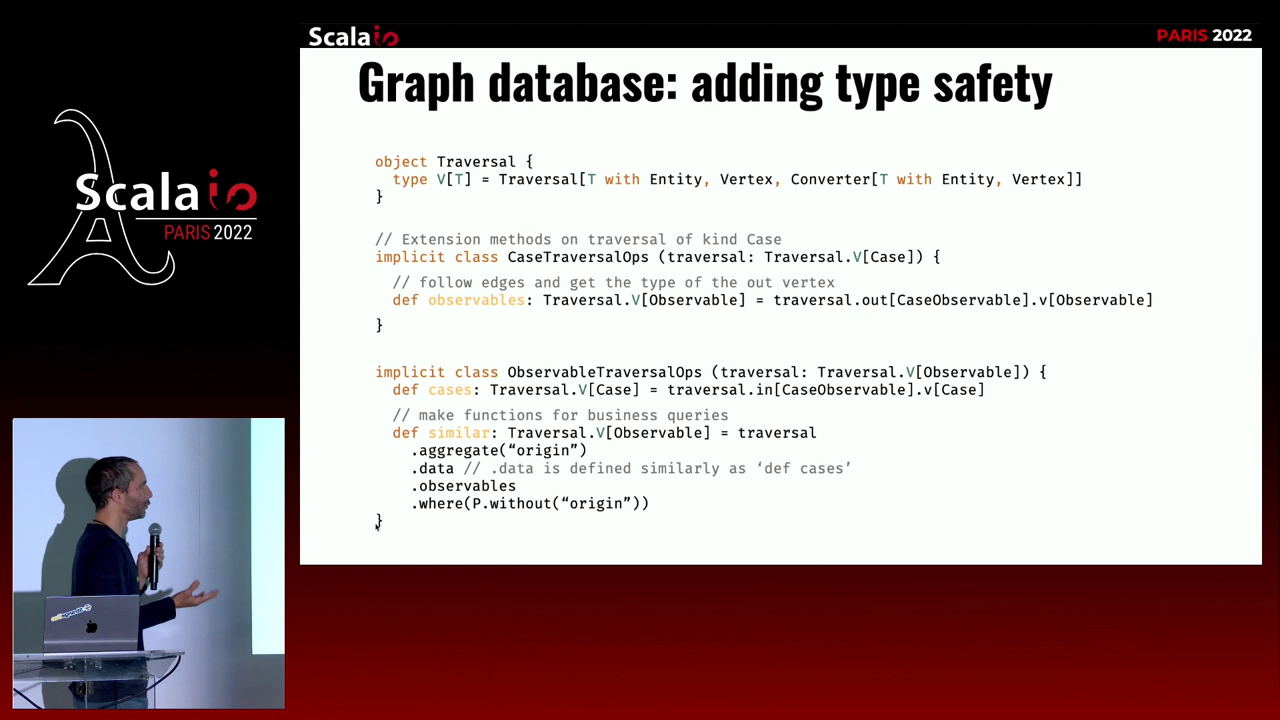 Scala io
PARIS 2022
Graph database: adding type safety
object Traversal {
type V[T] = Traversal[T with Entity, Vertex, Converter[T with Entity, Vertex]]
}
// Extension methods on traversal of kind Case
implicit class CaseTraversalOps (traversal: Traversal.V[Case]) {
// follow edges and get the type of the out vertex
def observables: Traversal.V[Observable] = traversal.out[CaseObservable].v[Observable]
}
implicit class ObservableTraversalOps (traversal: Traversal.V[Observable]) {
def cases: Traversal.V[Case] = traversal.in[CaseObservable].v[Case]
// make functions for business queries
def similar: Traversal.V[Observable] = traversal
.aggregate(“origin”)
.data // .data is defined similarly as ‘def cases’
.observables
.where(P.without(“origin”))
}
Scala io
PARIS 2022